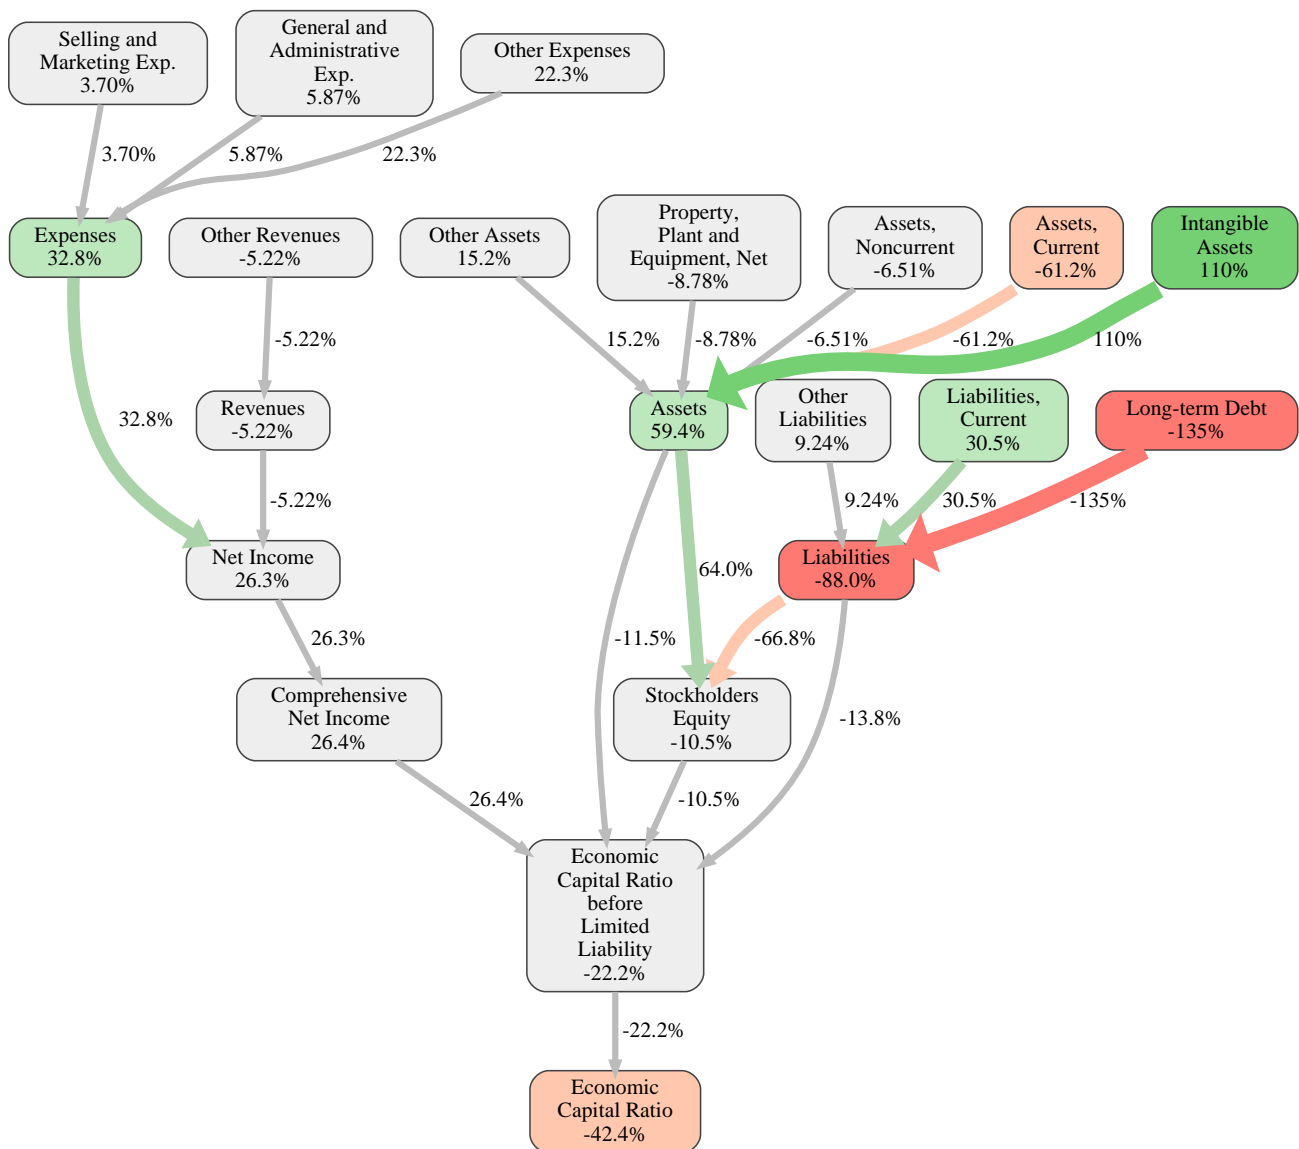 Selling and
Marketing Exp.
3.70%
General and
Administrative
Exp.
5.87%
Other Expenses
22.3%
3.70%
5.87%
22.3%
Expenses
32.8%
Other Revenues
-5.22%
Other Assets
15.2%
Property,
Plant and
Equipment, Net
-8.78%
Assets,
Noncurrent
-6.51%
Assets,
Current
-61.2%
Intangible
Assets
110%
-5.22%
15.2%
-8.78%
-6.51%
-61.2%
110%
32.8%
Revenues
-5.22%
Assets
59.4%
Other
Liabilities
9.24%
Liabilities,
Current
30.5%
Long-term Debt
-135%
-5.22%
9.24%
30.5%
-135%
Net Income
26.3%
64.0%
Liabilities
-88.0%
26.3%
-11.5%
-66.8%
Comprehensive
Net Income
26.4%
Stockholders
Equity
-10.5%
-13.8%
26.4%
-10.5%
Economic
Capital Ratio
before
Limited
Liability
-22.2%
-22.2%
Economic
Capital Ratio
-42.4%